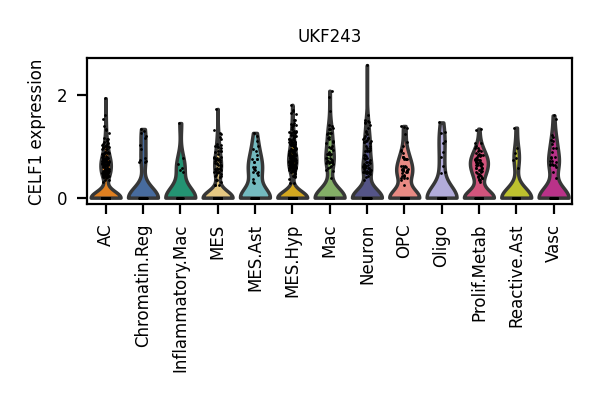 UKF243
CELF1 expression
2
0
AC
Chromatin.Reg
Inflammatory.Mac
MES
MES.Ast
MES.Hyp
Mac
Neuron
OPC
Oligo
Prolif.Metab
Reactive.Ast
Vasc